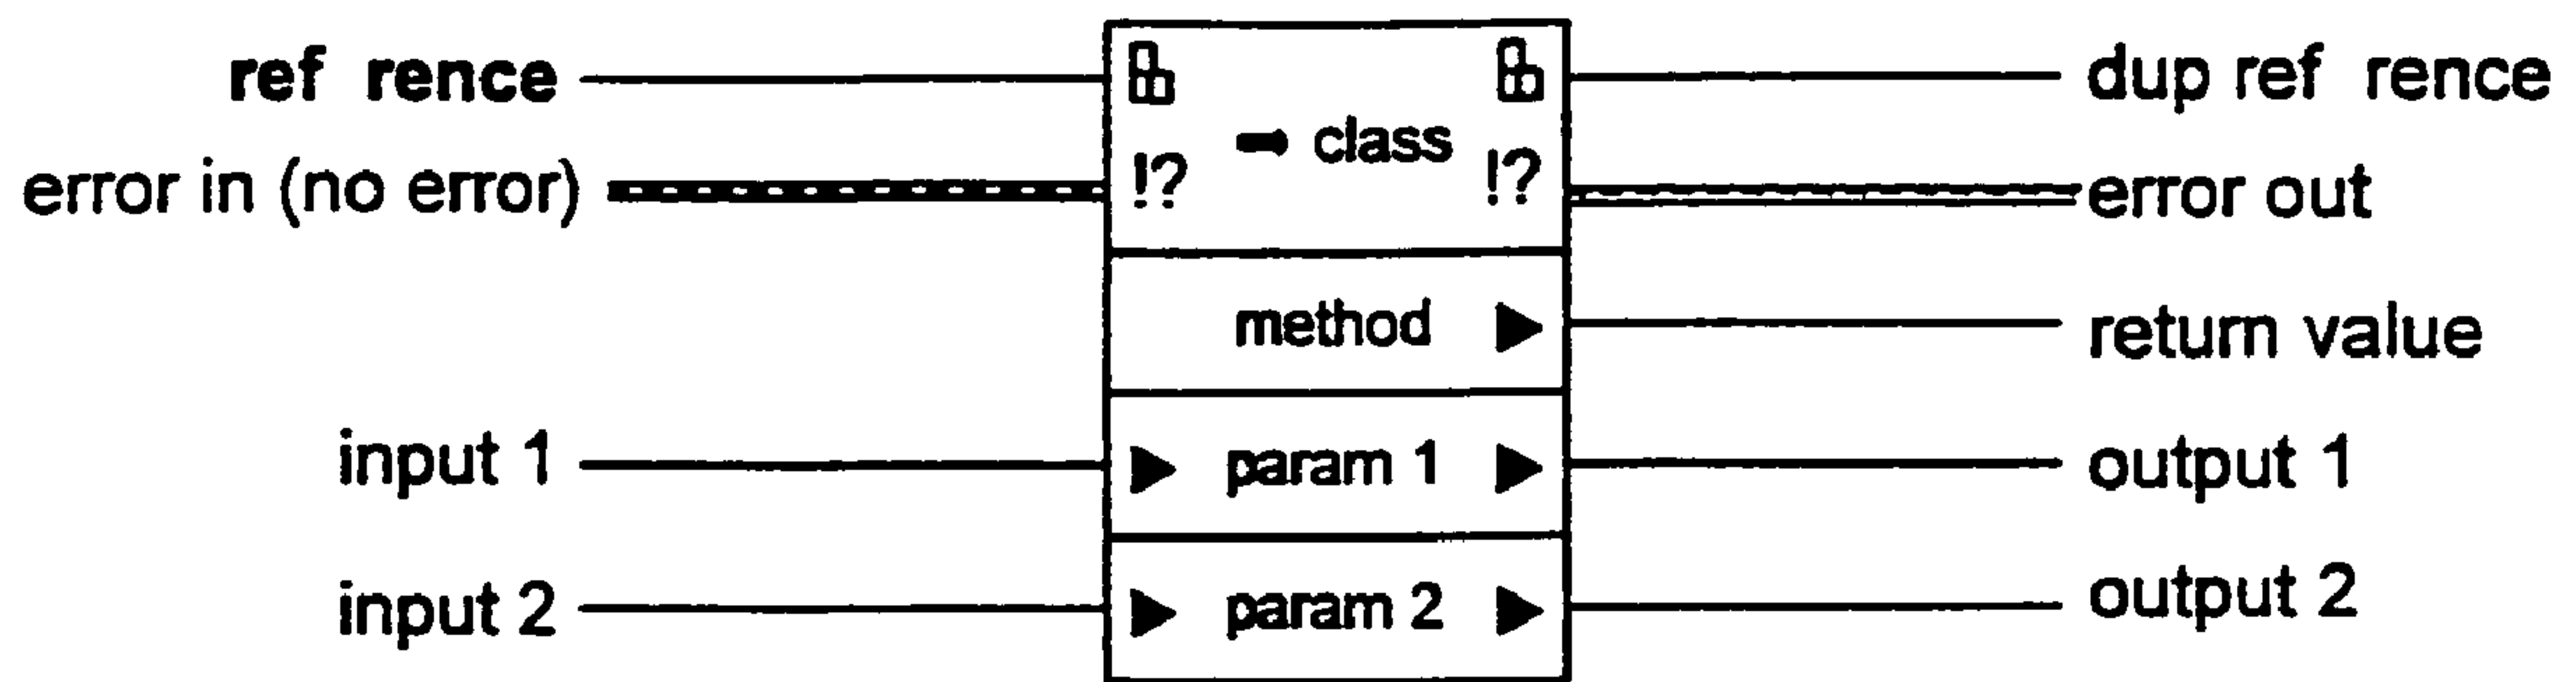 ref rence
dup ref rence
class
error in (no error)
!?
!?
error out
method
return value
input 1
param 1
output 1
input 2
param 2
output 2